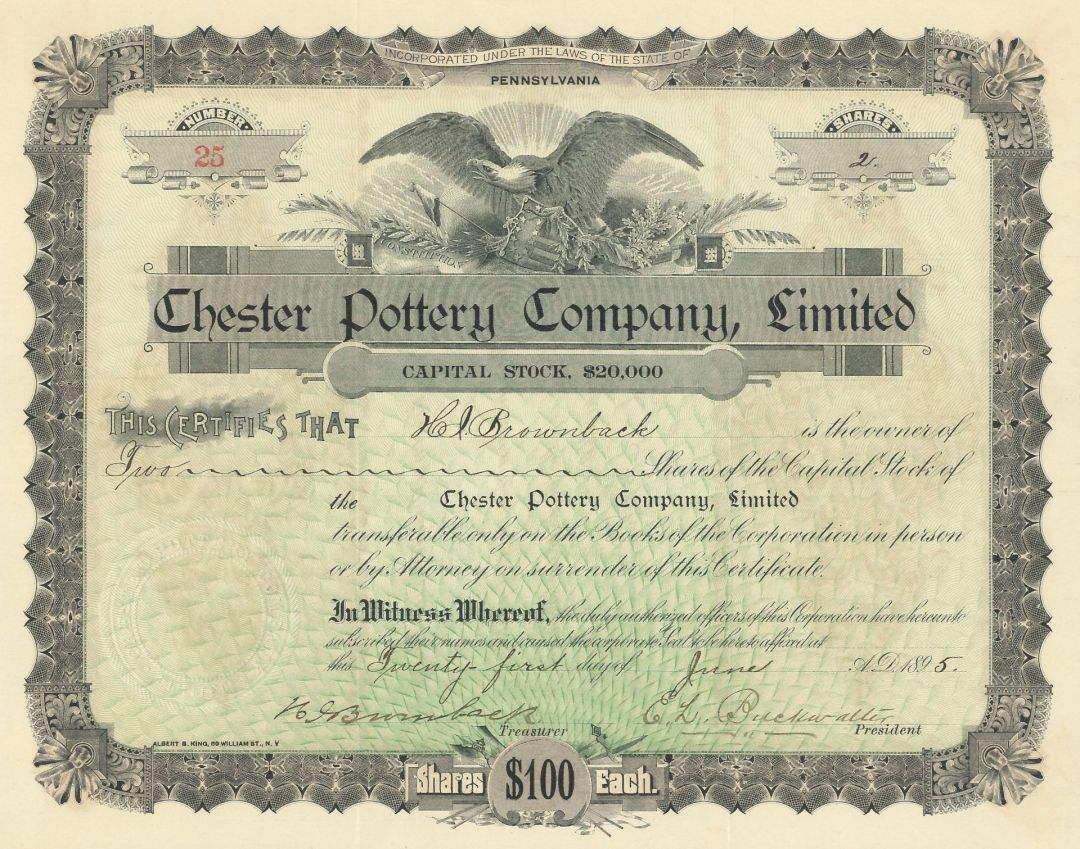 INCORPORATED UNDER THE LAWS OF THE STATE OF
PENNSYLVANIA
NUMBER
25
SHARES
2.
CONSTITUTION
Chester Pottery Company, Limited
CAPITAL STOCK, $20,000
THIS CERTIFIES THAT H. I. Brownback is the owner of
Two Shares of the Capital Stock of
the Chester Pottery Company, Limited
transferable only on the Books of the Corporation in person
or by Attorney on surrender of this Certificate.
In Witness Whereof, the duly authorized officers of this Corporation have hereunto
subscribed their names and caused the corporate Seal to be hereto affixed at
this Twenty-first day of June A.D. 1895.
H. I. Brownback E. L. Buckwalter
Treasurer President
ALBERT B. KING, 89 WILLIAM ST., N. Y
Shares $100 Each.